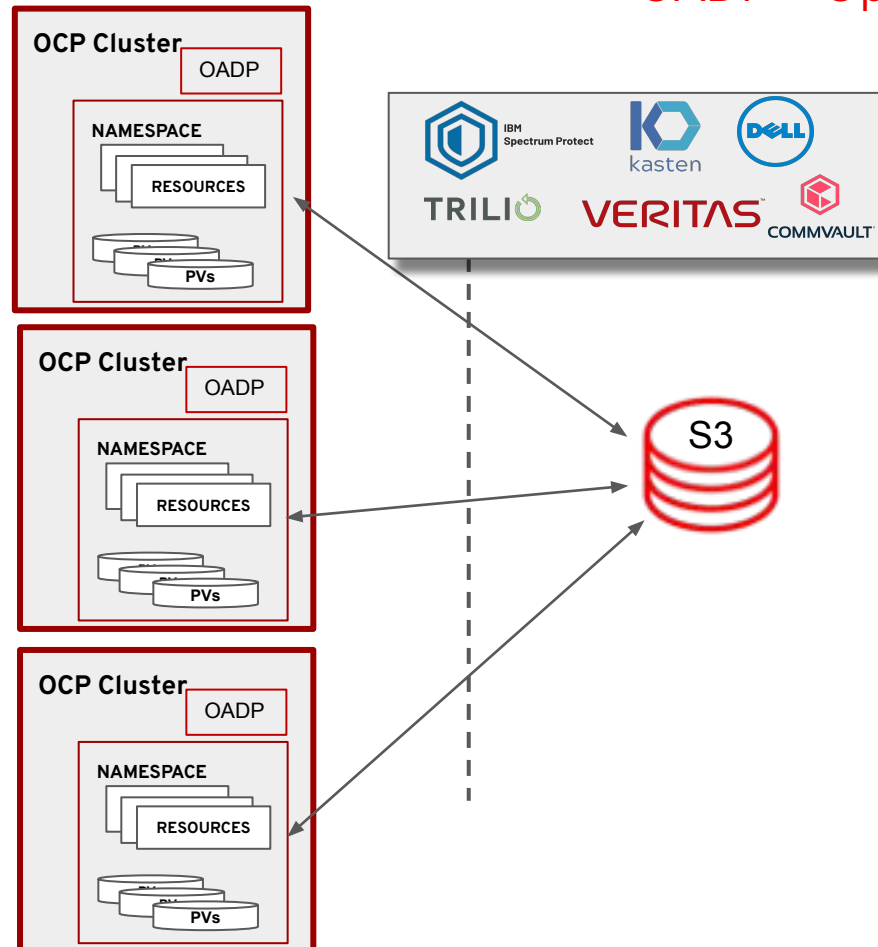 OCP Cluster
OADP
NAMESPACE
RESOURCES
PVs
IBM
Spectrum Protect
kasten
DELL
TRILIO
VERITAS™
COMMVAULT
OCP Cluster
OADP
NAMESPACE
RESOURCES
PVs
S3
OCP Cluster
OADP
NAMESPACE
RESOURCES
PVs